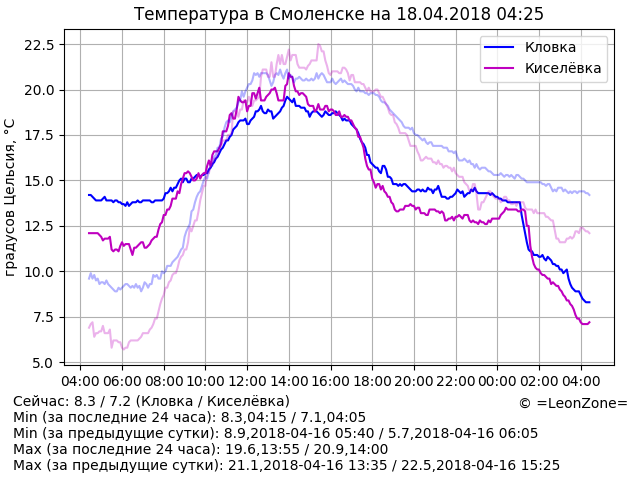 Температура в Смоленске на 18.04.2018 04:25
градусов Цельсия, °C
22.5
20.0
17.5
15.0
12.5
10.0
7.5
5.0
Кловка
Киселёвка
04:00 06:00 08:00 10:00 12:00 14:00 16:00 18:00 20:00 22:00 00:00 02:00 04:00
Сейчас: 8.3 / 7.2 (Кловка / Киселёвка)
© =LeonZone=
Min (за последние 24 часа): 8.3,04:15 / 7.1,04:05
Min (за предыдущие сутки): 8.9,2018-04-16 05:40 / 5.7,2018-04-16 06:05
Max (за последние 24 часа): 19.6,13:55 / 20.9,14:00
Max (за предыдущие сутки): 21.1,2018-04-16 13:35 / 22.5,2018-04-16 15:25